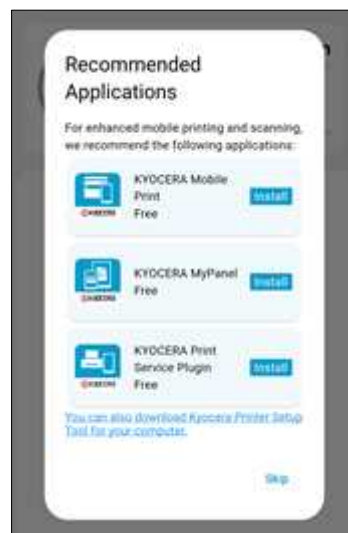 Recommended
Applications
For enhanced mobile printing and scanning,
we recommend the following applications:
KYOCERA Mobile
Print
Free
Install
KYOCERA MyPanel
Free
Install
KYOCERA Print
Service Plugin
Free
Install
You can also download Kyocera Printer Setup
Tool for your computer.
Skip